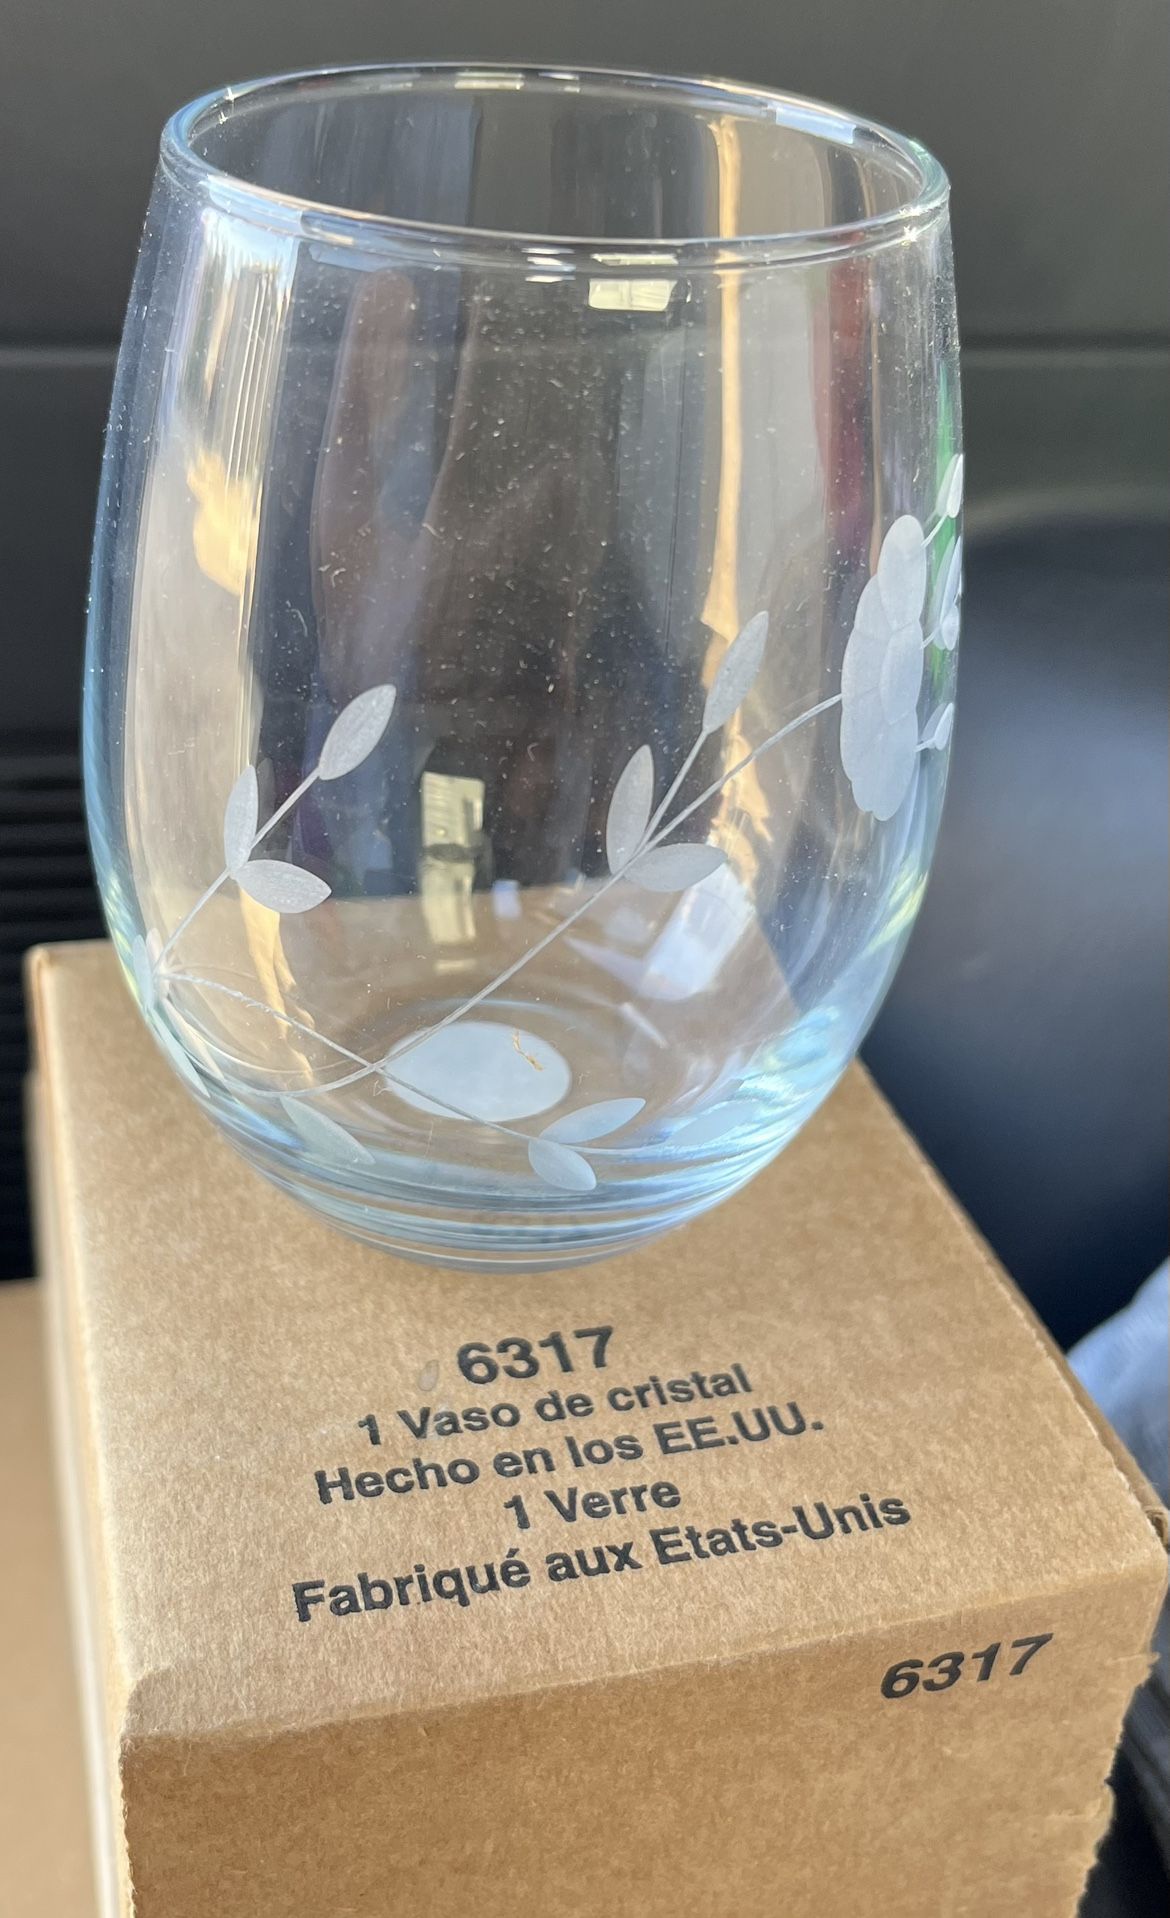 6317
1 Vaso de cristal
Hecho en los EE.UU.
1 Verre
Fabriqué aux Etats-Unis
6317